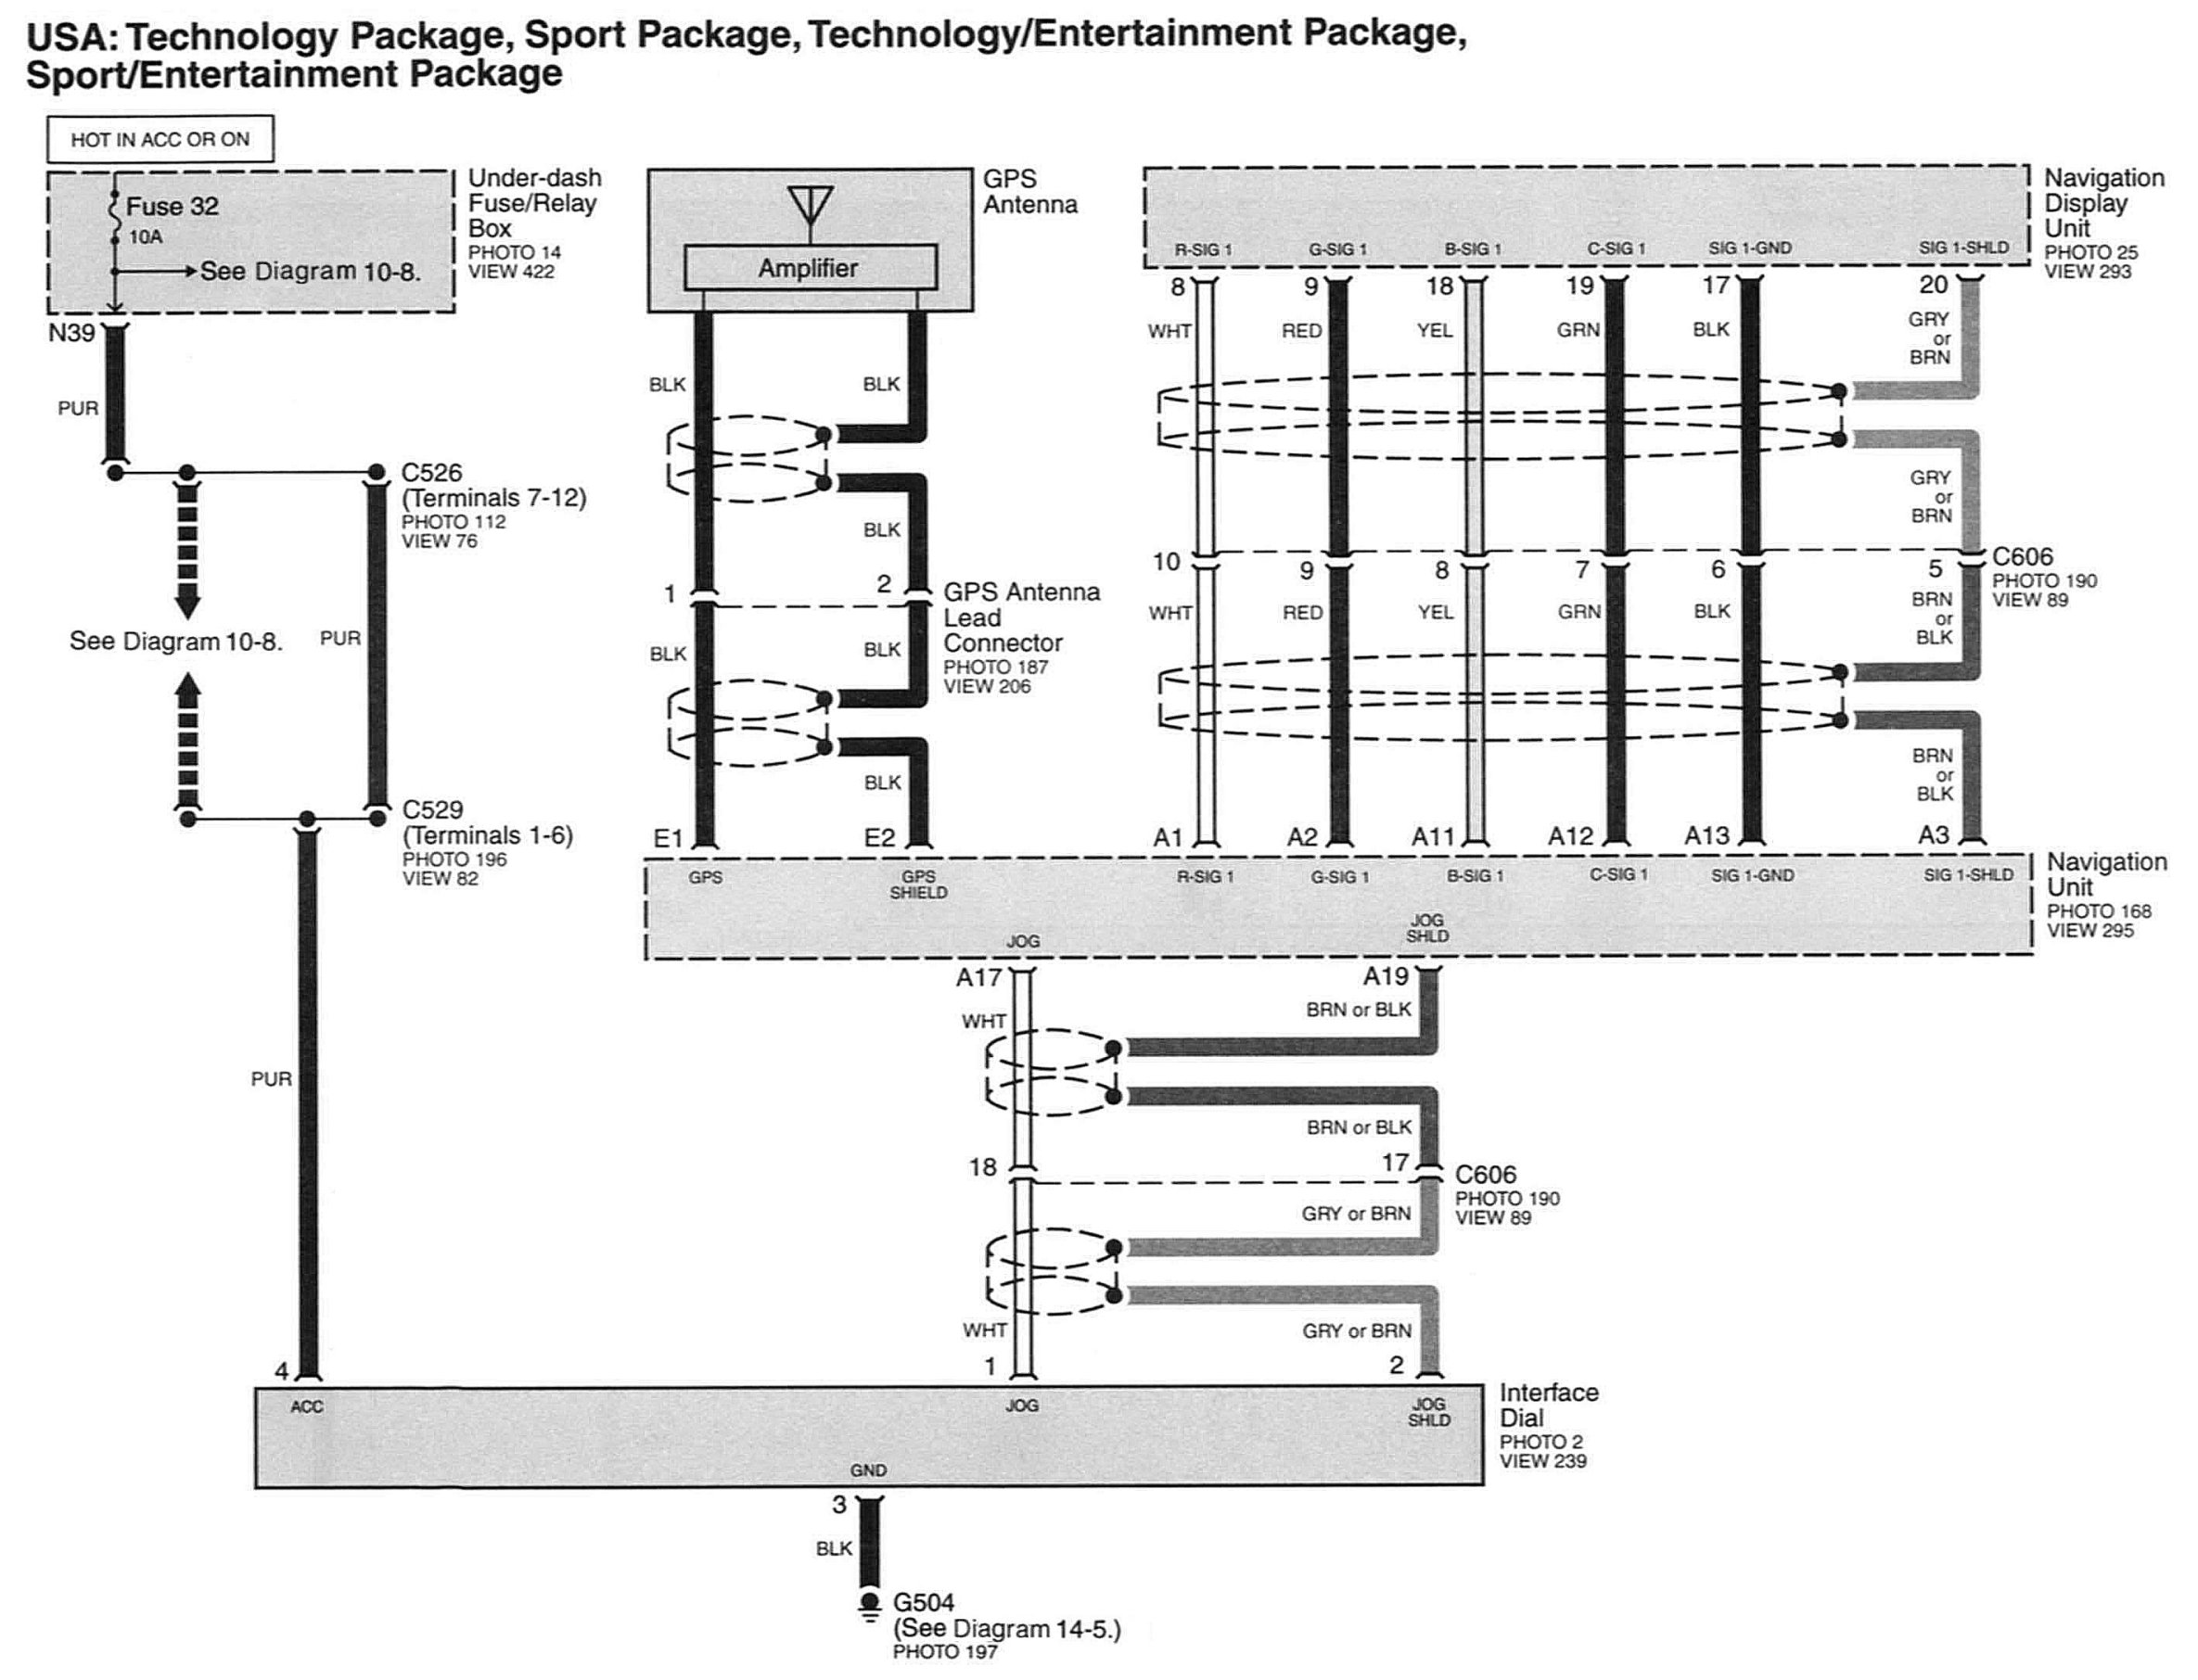 USA: Technology Package, Sport Package, Technology/Entertainment Package,
Sport/Entertainment Package
HOT IN ACC OR ON
Fuse 32
10A
See Diagram 10-8.
Under-dash
Fuse/Relay
Box
PHOTO 14
VIEW 422
N39
PUR
C526
(Terminals 7-12)
PHOTO 112
VIEW 76
See Diagram 10-8.
PUR
C529
(Terminals 1-6)
PHOTO 196
VIEW 82
PUR
4
GPS
Antenna
Amplifier
BLK
BLK
BLK
1
2
GPS Antenna
Lead
Connector
PHOTO 187
VIEW 206
BLK
BLK
BLK
E1
E2
Navigation
Display
Unit
PHOTO 25
VIEW 293
R-SIG 1
G-SIG 1
B-SIG 1
C-SIG 1
SIG 1-GND
SIG 1-SHLD
8
9
18
19
17
20
WHT
RED
YEL
GRN
BLK
GRY
or
BRN
GRY
or
BRN
10
9
8
7
6
5
C606
PHOTO 190
VIEW 89
WHT
RED
YEL
GRN
BLK
BRN
or
BLK
BRN
or
BLK
A1
A2
A11
A12
A13
A3
GPS
GPS
SHIELD
R-SIG 1
G-SIG 1
B-SIG 1
C-SIG 1
SIG 1-GND
SIG 1-SHLD
JOG
JOG
SHLD
Navigation
Unit
PHOTO 168
VIEW 295
A17
A19
WHT
BRN or BLK
BRN or BLK
18
17
C606
PHOTO 190
VIEW 89
GRY or BRN
WHT
GRY or BRN
1
2
ACC
JOG
JOG
SHLD
GND
Interface
Dial
PHOTO 2
VIEW 239
3
BLK
G504
(See Diagram 14-5.)
PHOTO 197